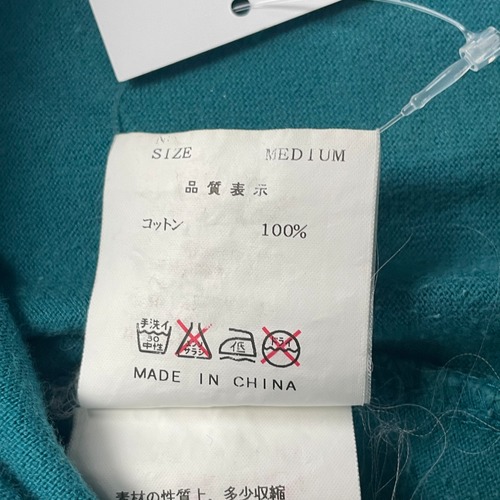 SIZE MEDIUM
品質表示
コットン 100%
手洗イ 30 中性
エンソサラシ
低
ドライ
MADE IN CHINA
素材の性質上、多少収縮